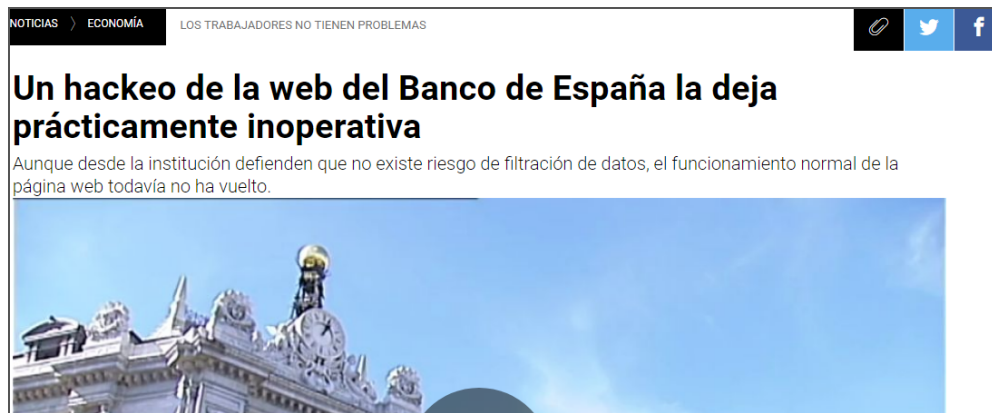 NOTICIAS 〉 ECONOMÍA
LOS TRABAJADORES NO TIENEN PROBLEMAS
Un hackeo de la web del Banco de España la deja
prácticamente inoperativa
Aunque desde la institución defienden que no existe riesgo de filtración de datos, el funcionamiento normal de la
página web todavía no ha vuelto.